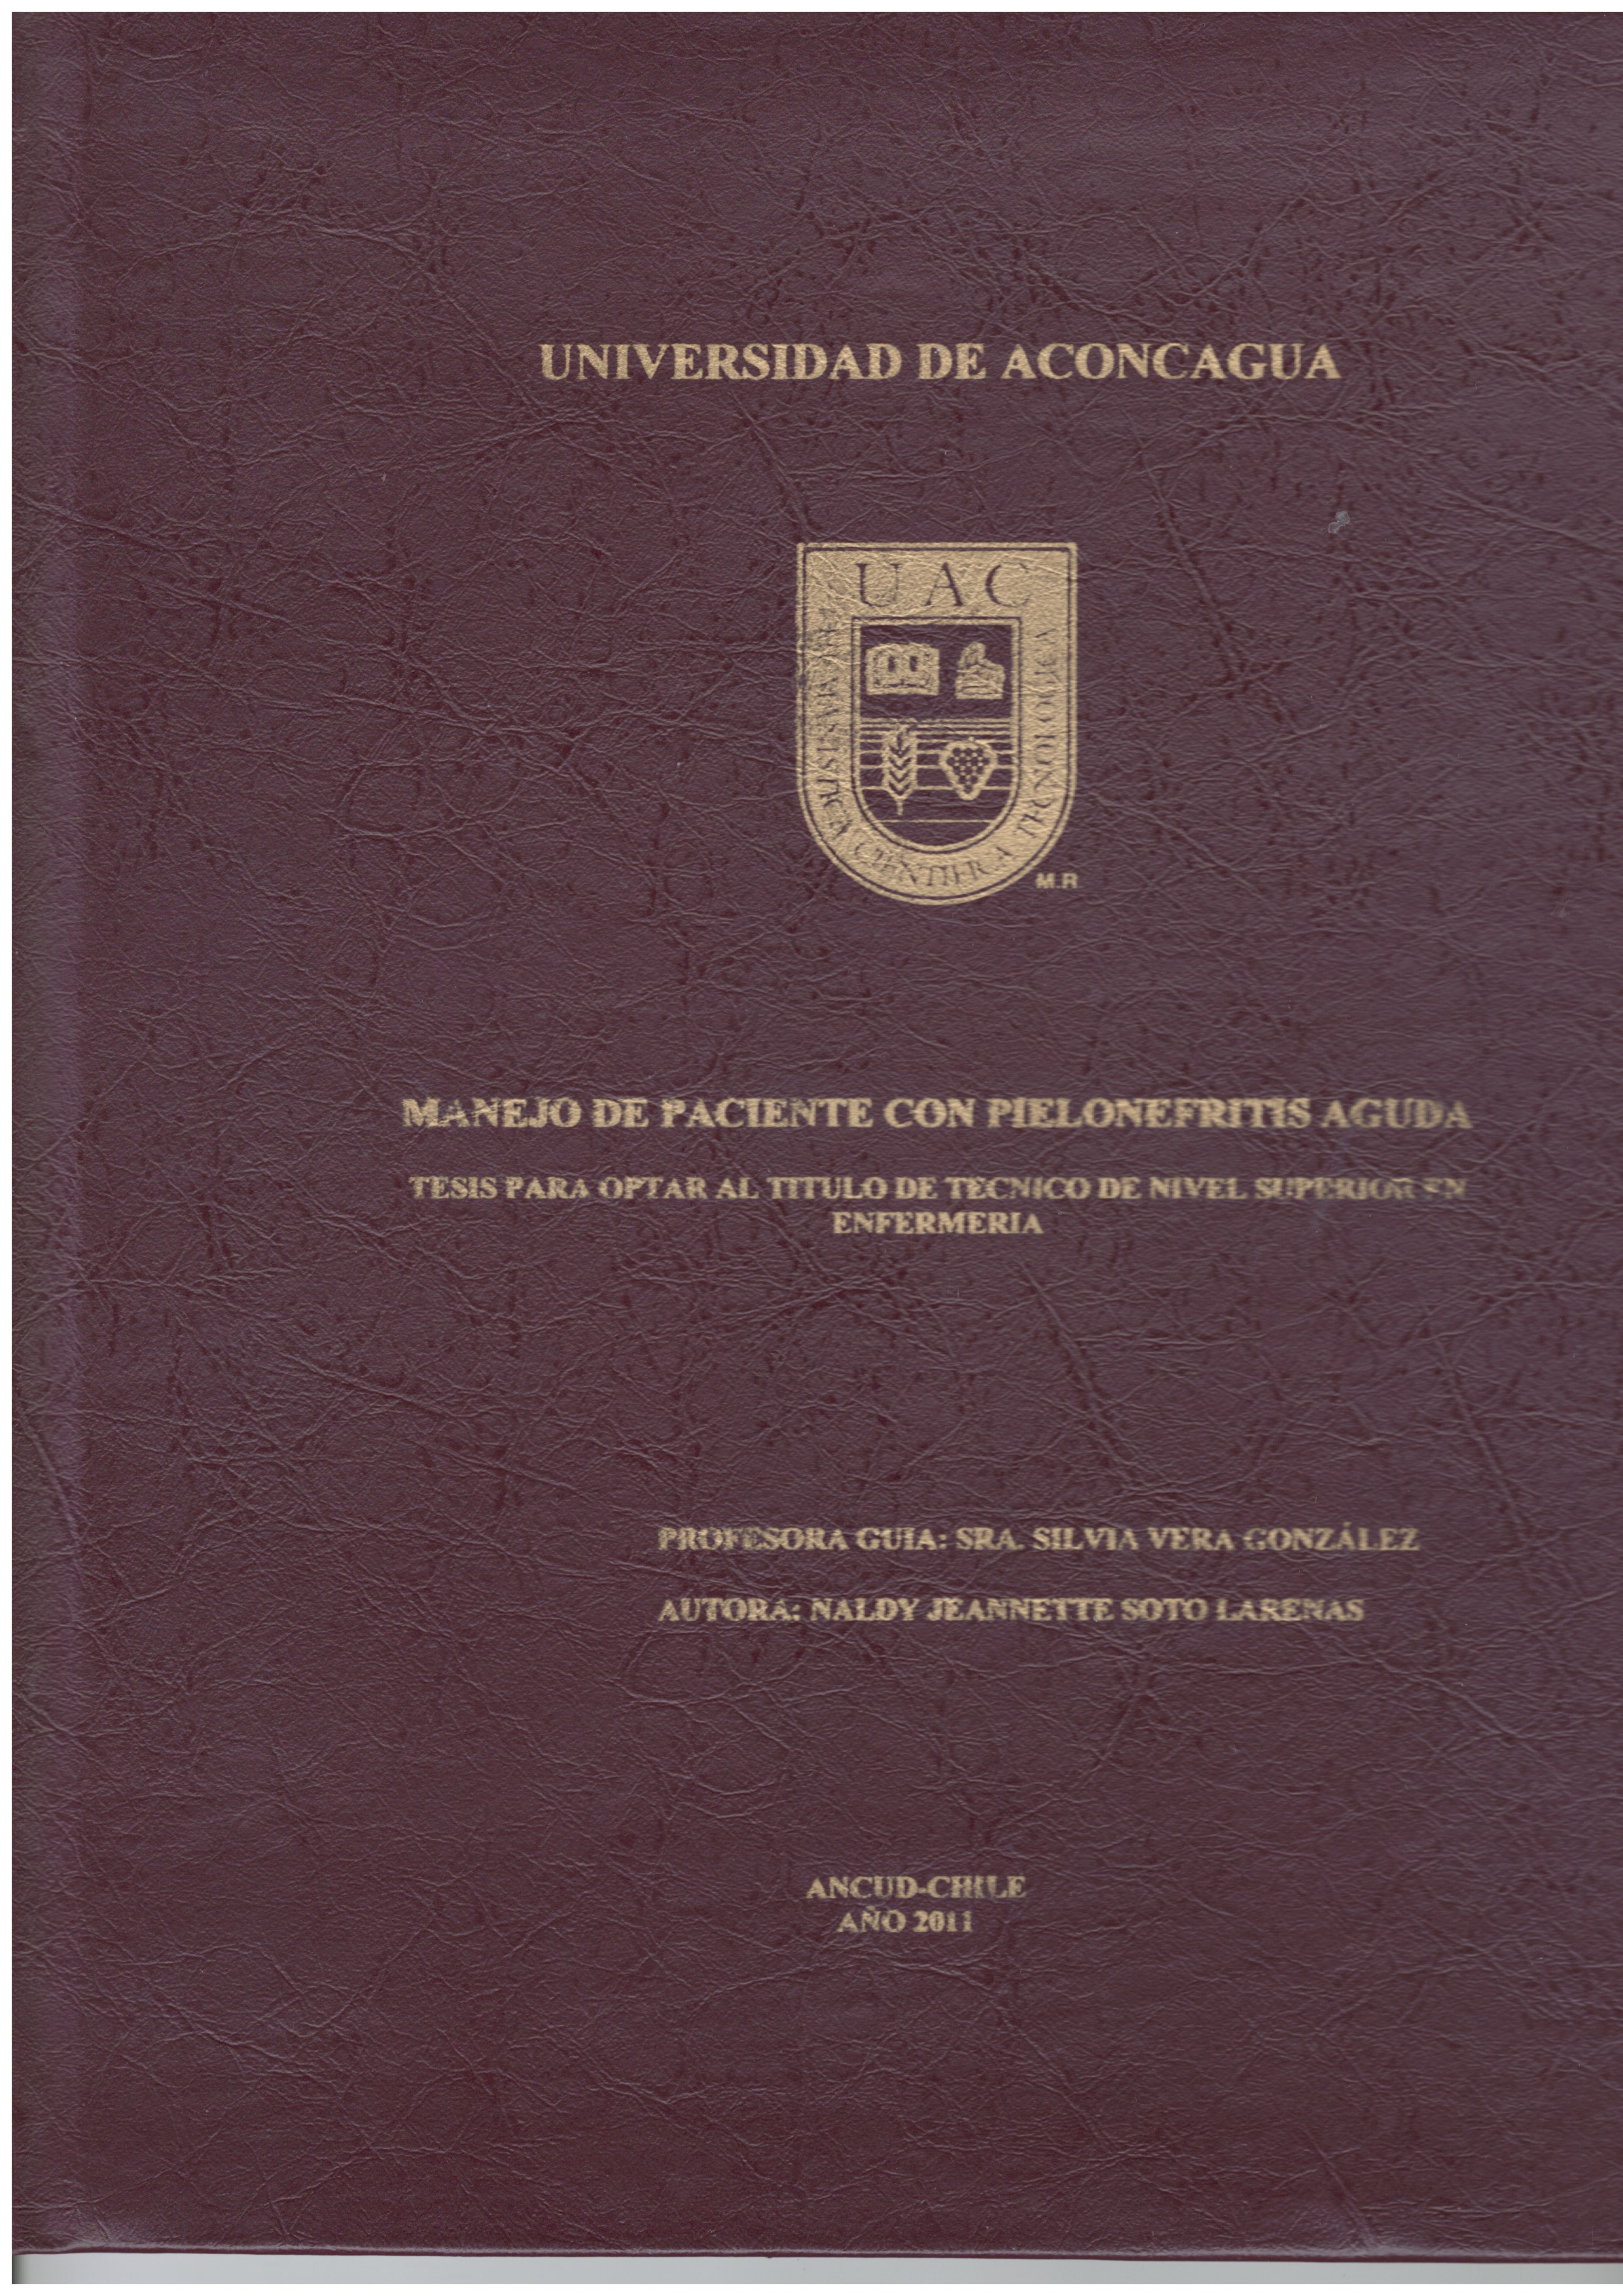 UNIVERSIDAD DE ACONCAGUA
UAC
CIENTIFICA TECNOLOGICA
M.R
MANEJO DE PACIENTE CON PIELONEFRITIS AGUDA
TESIS PARA OPTAR AL TITULO DE TECNICO DE NIVEL SUPERIOR EN
ENFERMERIA
PROFESORA GUIA: SRA. SILVIA VERA GONZÁLEZ
AUTORA: NALDY JEANNETTE SOTO LARENAS
ANCUD-CHILE
AÑO 2011